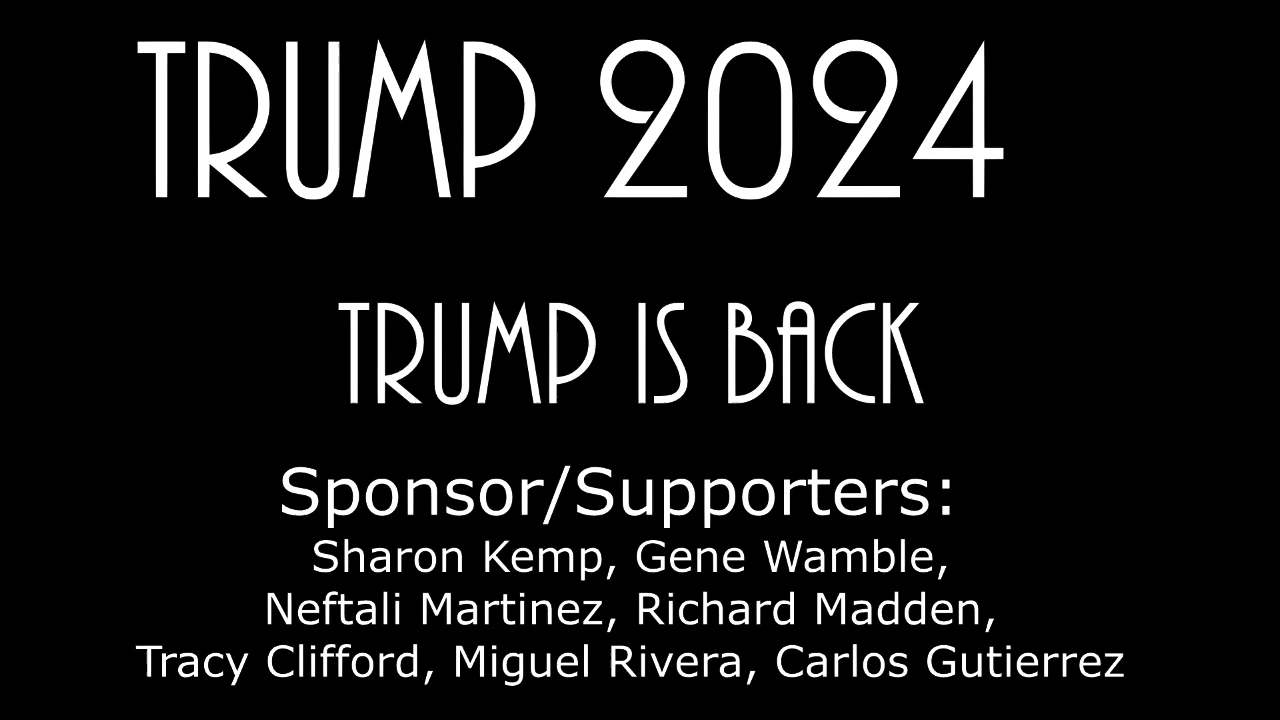 TRUMP 2024
TRUMP IS BACK
Sponsor/Supporters:
Sharon Kemp, Gene Wamble,
Neftali Martinez, Richard Madden,
Tracy Clifford, Miguel Rivera, Carlos Gutierrez